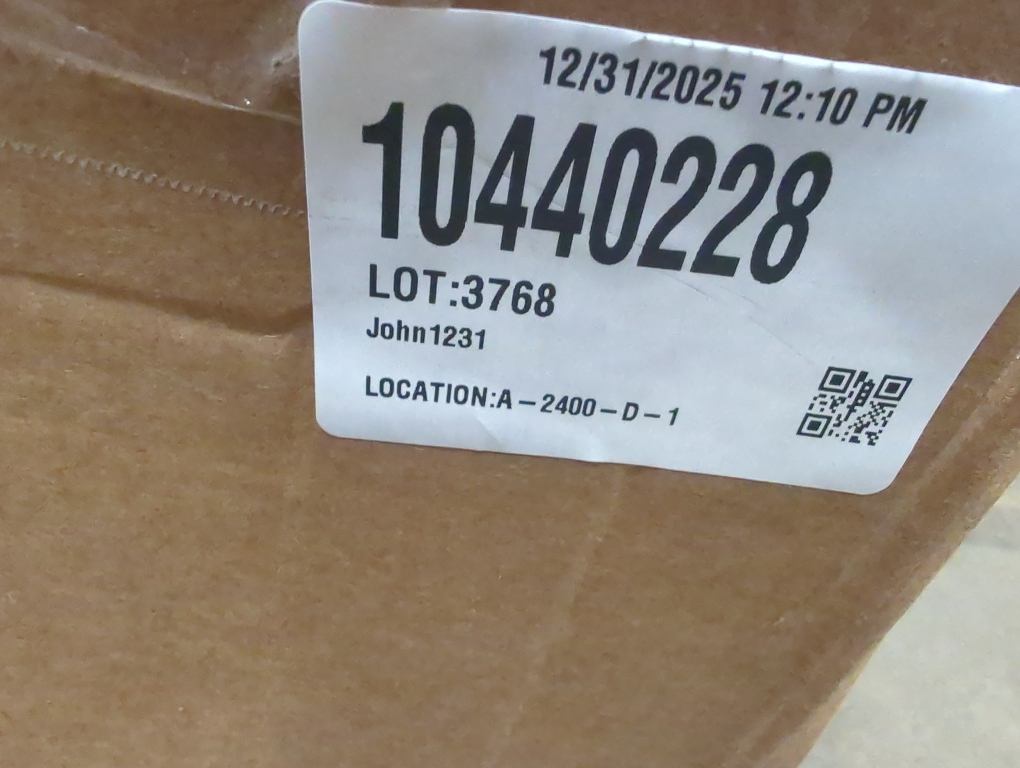 12/31/2025 12:10 PM
10440228
LOT:3768
John1231
LOCATION:A-2400-D-1